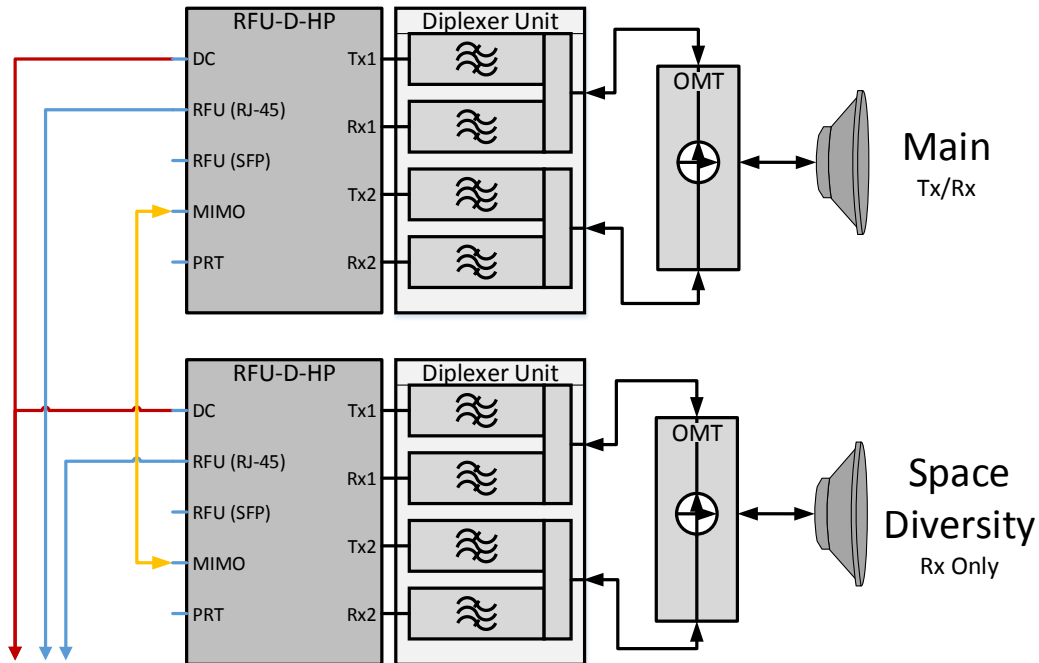 RFU-D-HP
Diplexer Unit
DC
RFU (RJ-45)
RFU (SFP)
MIMO
PRT
Tx1
Rx1
Tx2
Rx2
OMT
Main
Tx/Rx
RFU-D-HP
Diplexer Unit
DC
RFU (RJ-45)
RFU (SFP)
MIMO
PRT
Tx1
Rx1
Tx2
Rx2
OMT
Space
Diversity
Rx Only